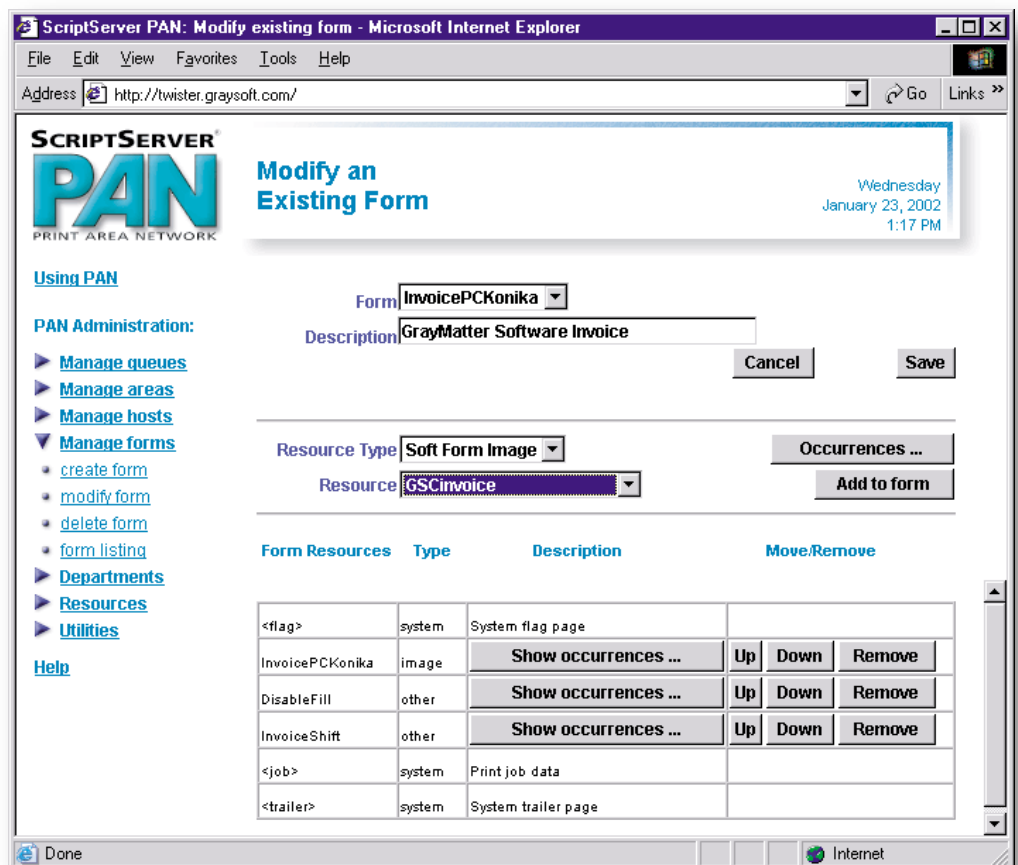 ScriptServer PAN: Modify existing form - Microsoft Internet Explorer
File Edit View Favorites Tools Help
Address http://twister.graysoft.com/ Go Links »
SCRIPTSERVER®
PAN
PRINT AREA NETWORK
Modify an
Existing Form
Wednesday
January 23, 2002
1:17 PM
Using PAN
PAN Administration:
Manage queues
Manage areas
Manage hosts
Manage forms
create form
modify form
delete form
form listing
Departments
Resources
Utilities
Help
Form InvoicePCKonika
Description GrayMatter Software Invoice
Cancel Save
Resource Type Soft Form Image Occurrences ...
Resource GSCinvoice Add to form
Form Resources Type Description Move/Remove
<flag> system System flag page
InvoicePCKonika image Show occurrences ... Up Down Remove
DisableFill other Show occurrences ... Up Down Remove
InvoiceShift other Show occurrences ... Up Down Remove
<job> system Print job data
<trailer> system System trailer page
Done Internet